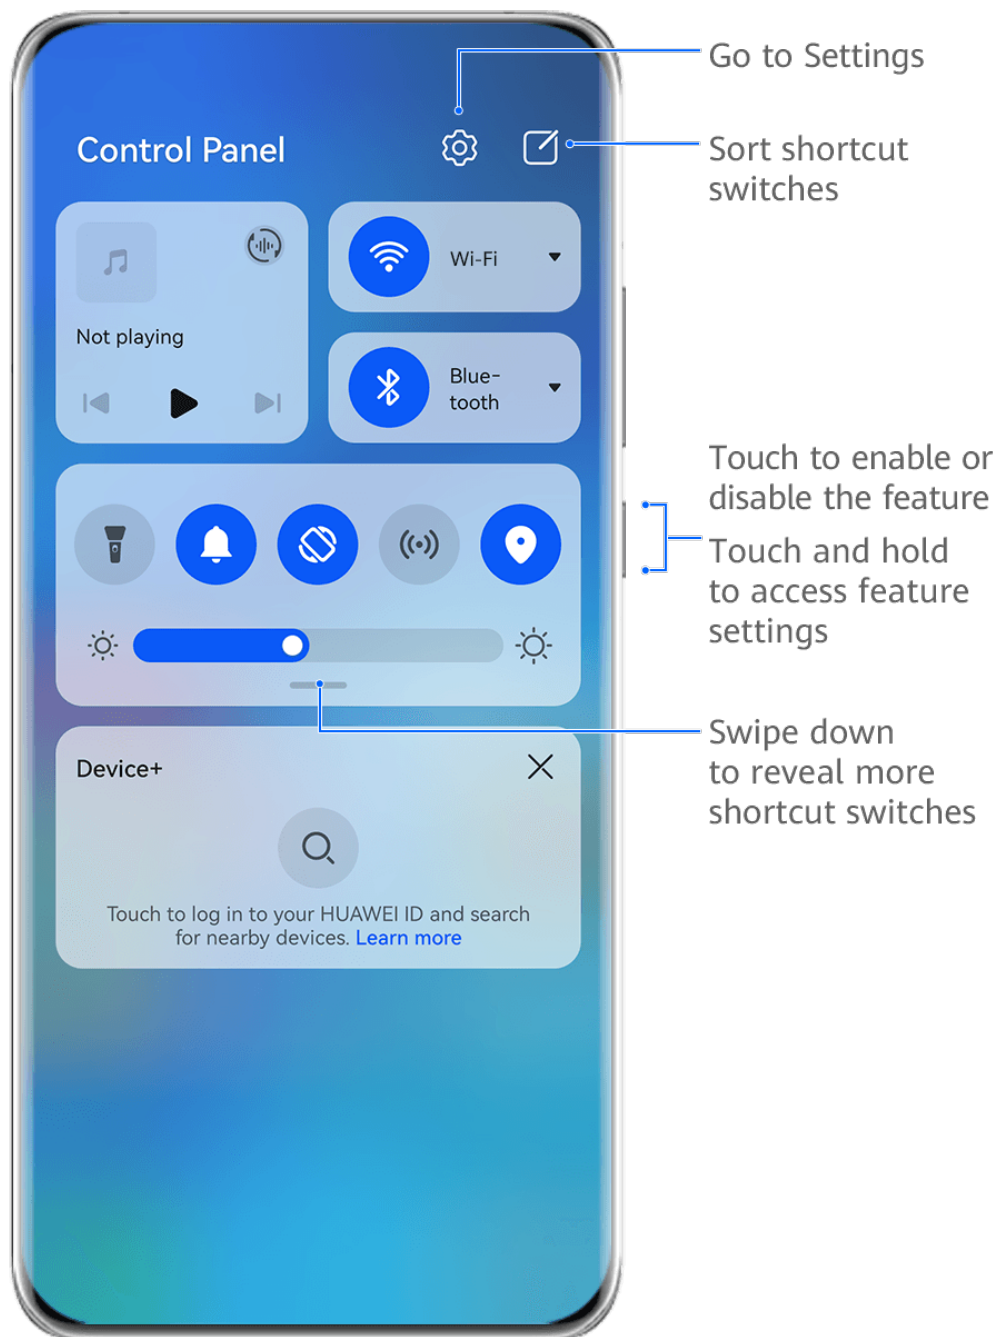 Go to Settings
Control Panel
Sort shortcut
switches
Wi-Fi
Not playing
Blue-
tooth
Touch to enable or
disable the feature
Touch and hold
to access feature
settings
Swipe down
to reveal more
shortcut switches
Device+
Touch to log in to your HUAWEI ID and search
for nearby devices. Learn more